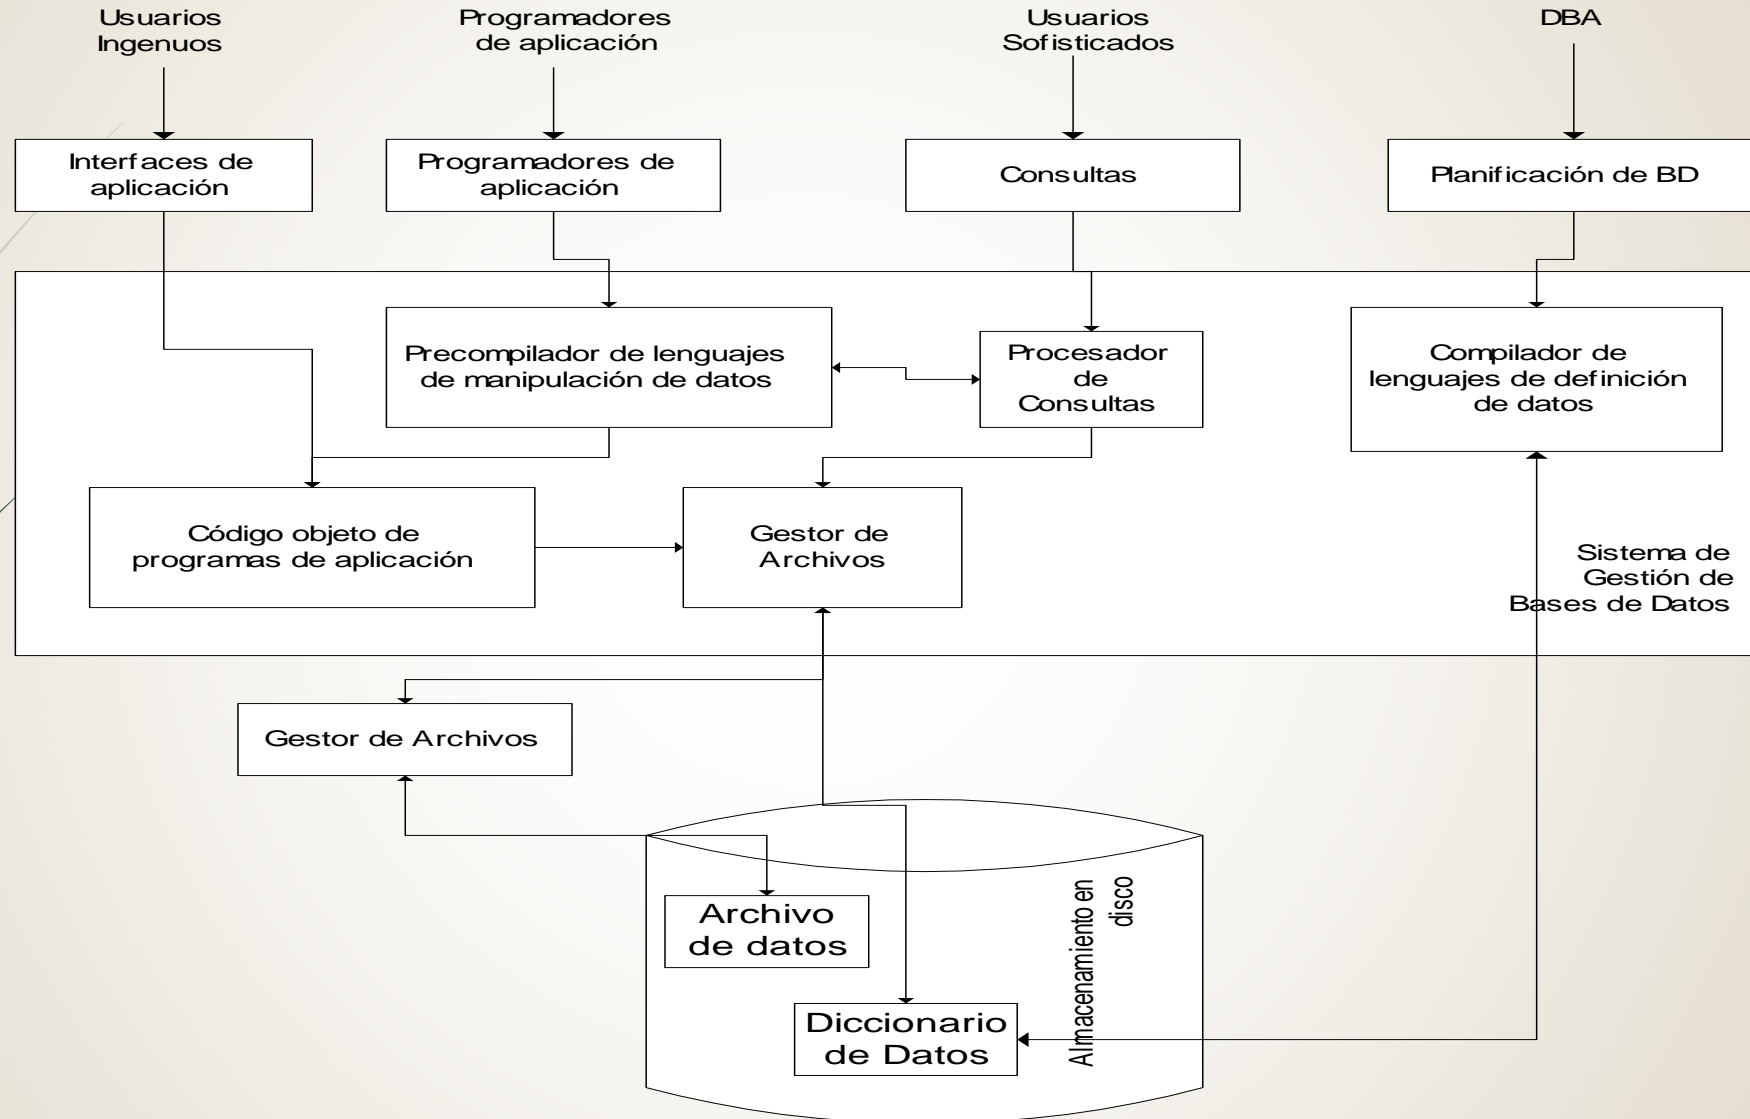 Usuarios
Ingenuos
Programadores
de aplicación
Usuarios
Sofisticados
DBA
Interfaces de
aplicación
Programadores de
aplicación
Consultas
Planificación de BD
Precompilador de lenguajes
de manipulación de datos
Procesador
de
Consultas
Compilador de
lenguajes de definición
de datos
Código objeto de
programas de aplicación
Gestor de
Archivos
Sistema de
Gestión de
Bases de Datos
Gestor de Archivos
Archivo
de datos
Almacenamiento en
disco
Diccionario
de Datos